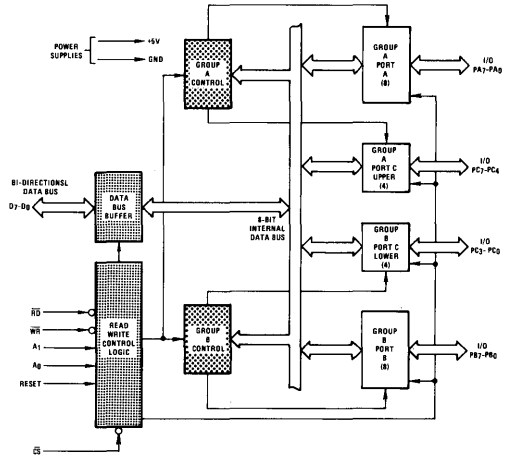 POWER
SUPPLIES
+5V
GND
GROUP
A
CONTROL
GROUP
A
PORT
A
(8)
I/O
PA7-PA0
GROUP
A
PORT C
UPPER
(4)
I/O
PC7-PC4
BI-DIRECTIONSL
DATA BUS
D7-D0
DATA
BUS
BUFFER
8-BIT
INTERNAL
DATA BUS
GROUP
B
PORT C
LOWER
(4)
I/O
PC3-PC0
RD
WR
A1
A0
RESET
CS
READ
WRITE
CONTROL
LOGIC
GROUP
B
CONTROL
GROUP
B
PORT
B
(8)
I/O
PB7-PB0